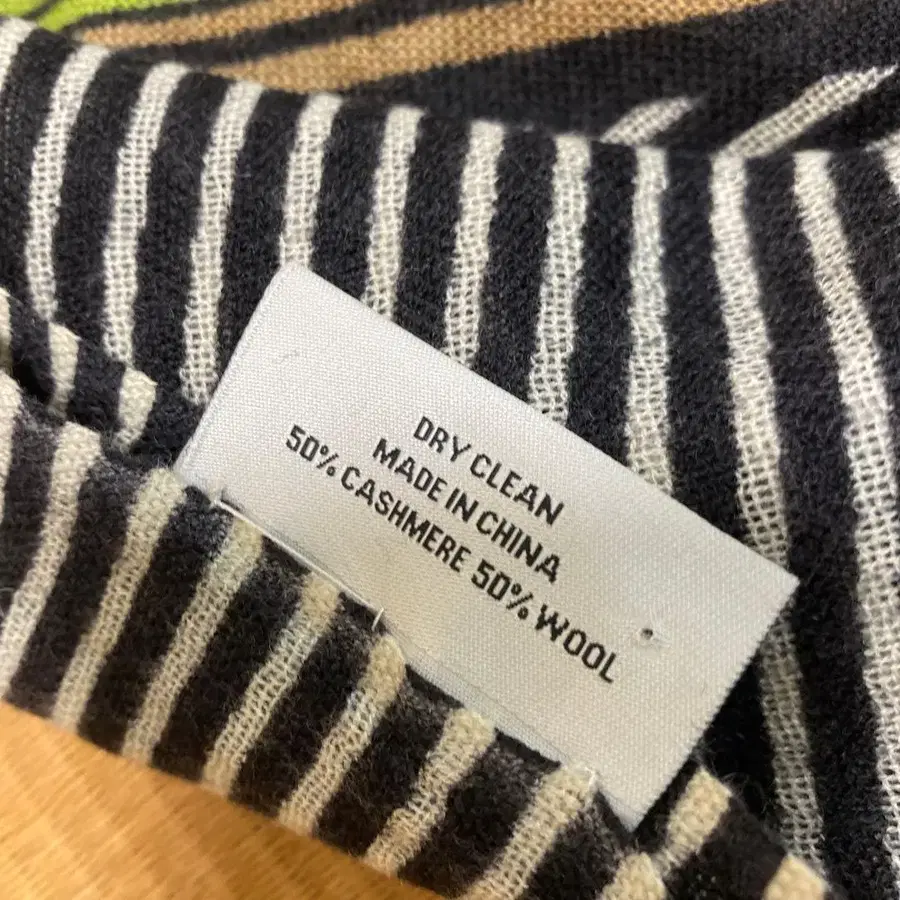 DRY CLEAN
MADE IN CHINA
50% CASHMERE 50% WOOL